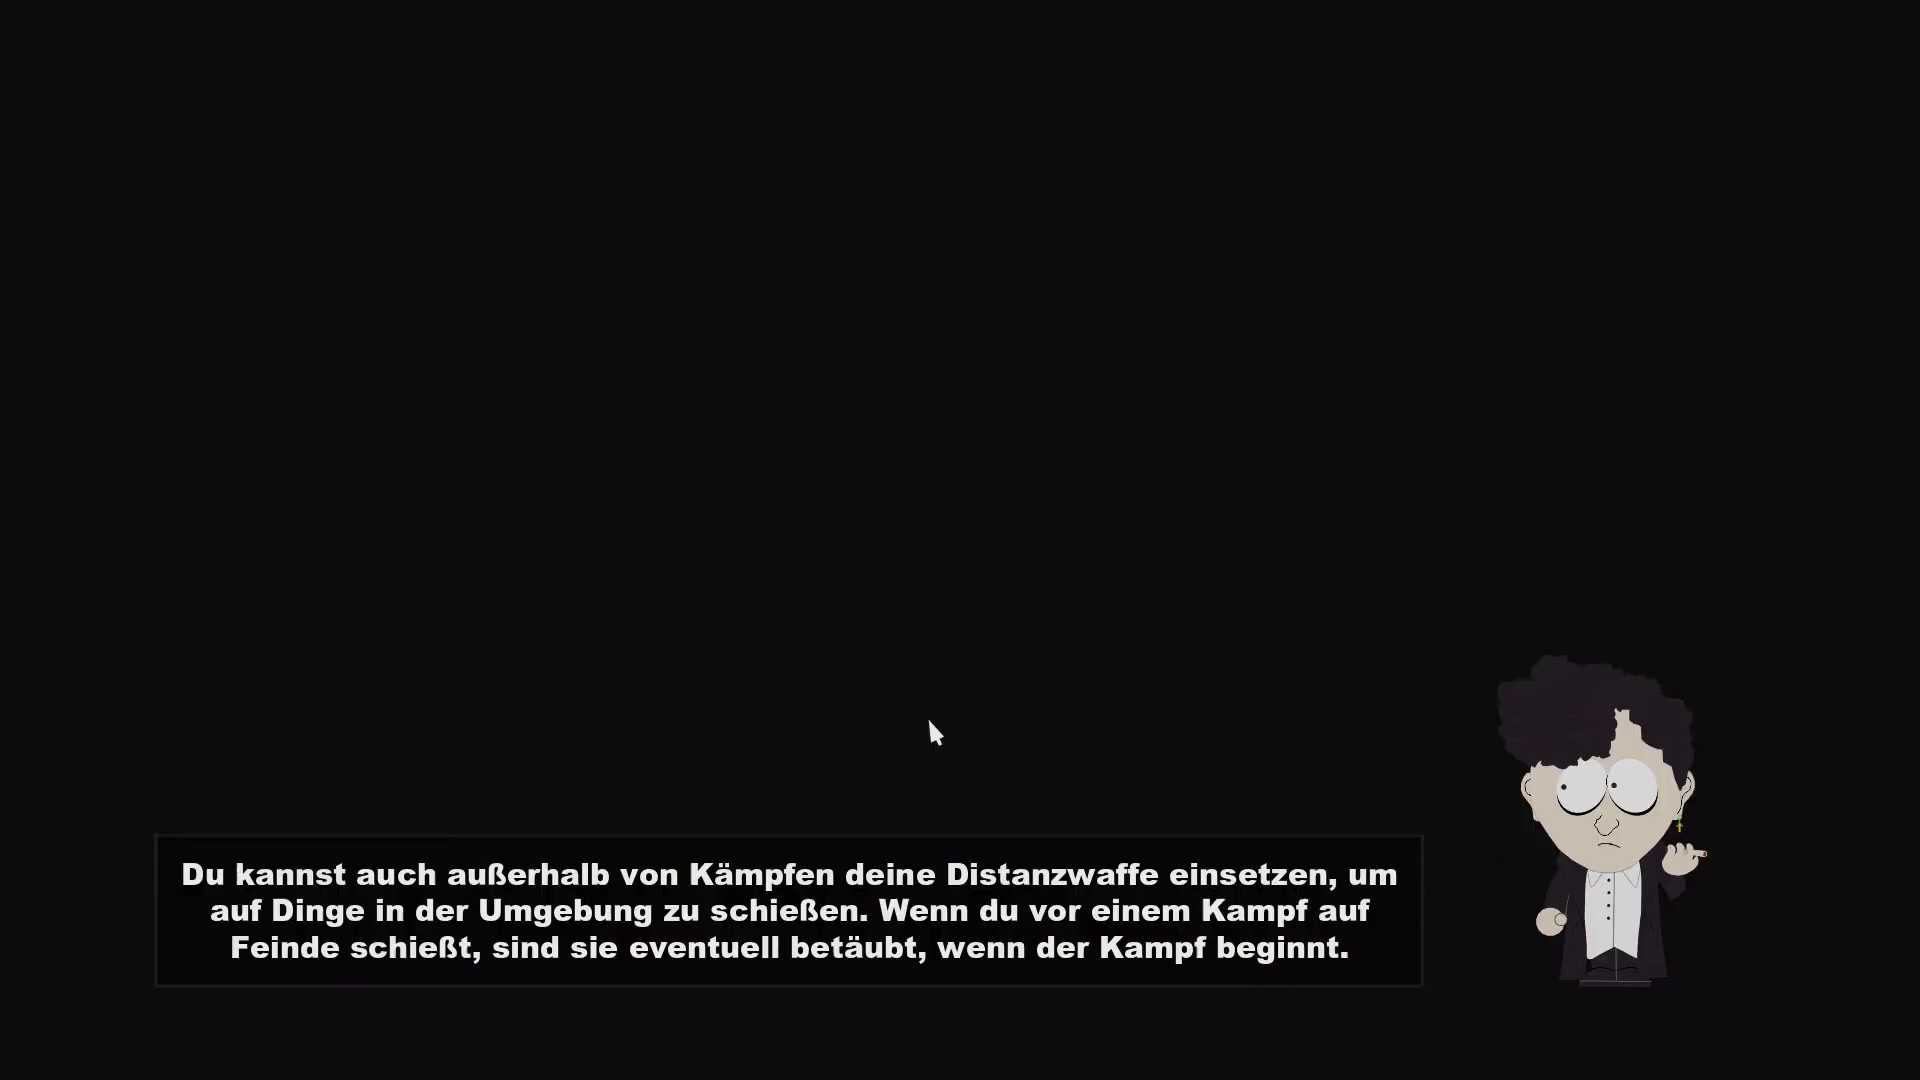 Du kannst auch außerhalb von Kämpfen deine Distanzwaffe einsetzen, um
auf Dinge in der Umgebung zu schießen. Wenn du vor einem Kampf auf
Feinde schießt, sind sie eventuell betäubt, wenn der Kampf beginnt.